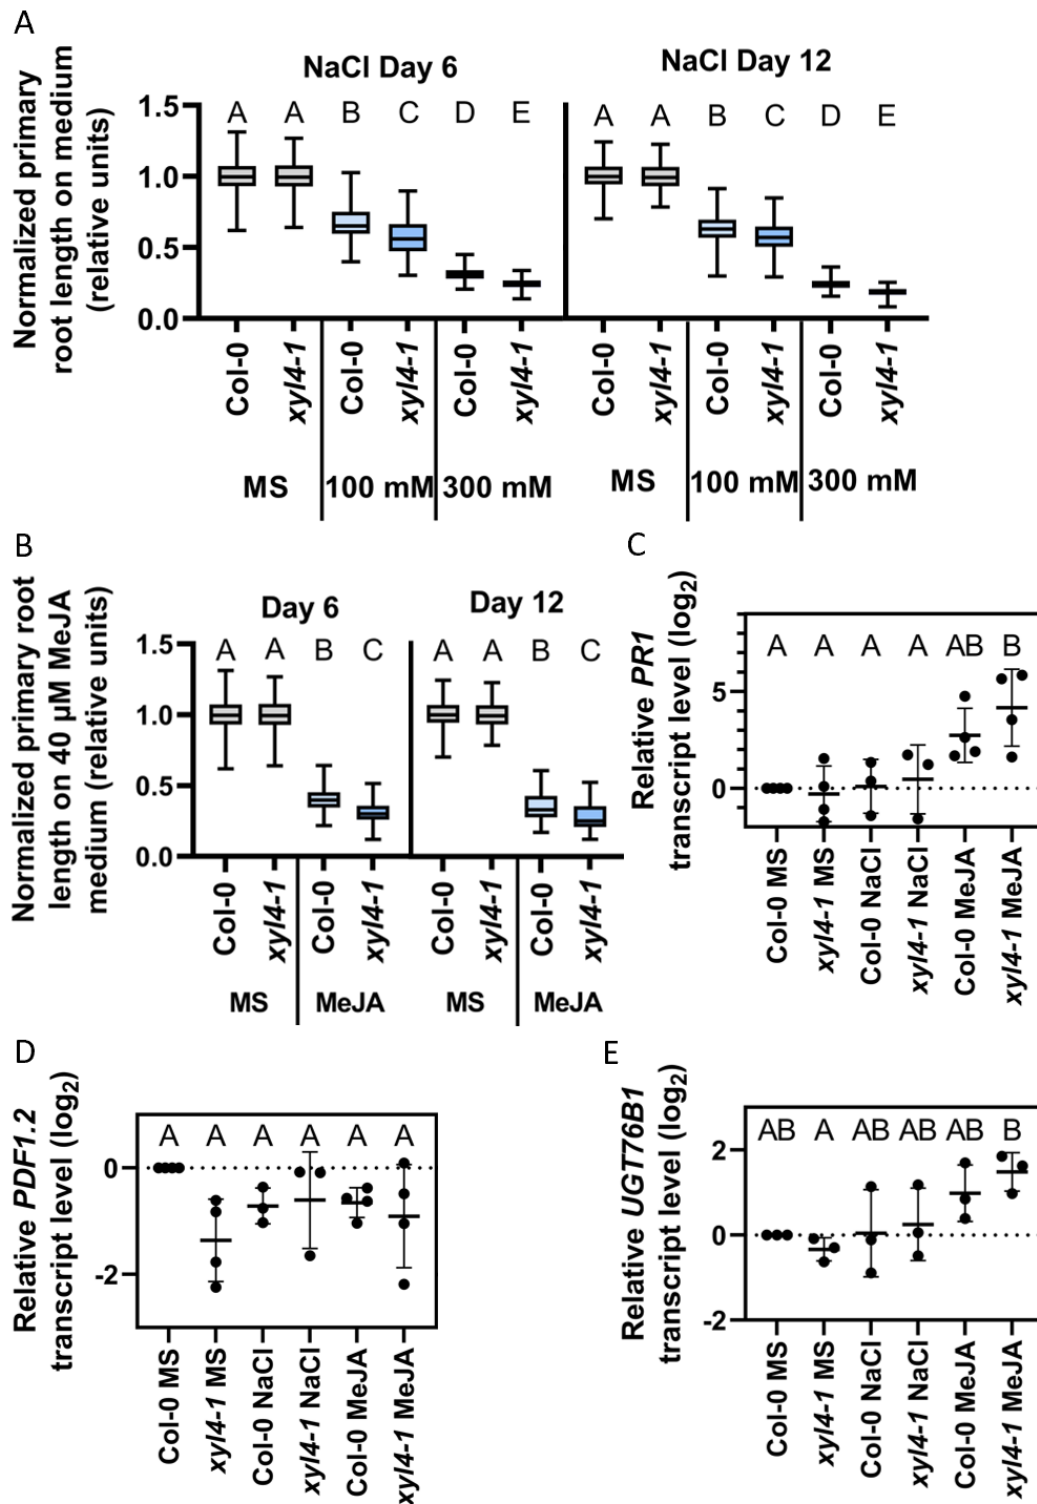 A
NaCl Day 6
NaCl Day 12
Normalized primary
root length on medium
(relative units)
1.5
1.0
0.5
0.0
A A B C D E
A A B C D E
Col-0
xyl4-1
Col-0
xyl4-1
Col-0
xyl4-1
Col-0
xyl4-1
Col-0
xyl4-1
Col-0
xyl4-1
MS 100 mM 300 mM
MS 100 mM 300 mM
B
Day 6
Day 12
Normalized primary root
length on 40 µM MeJA
medium (relative units)
1.5
1.0
0.5
0.0
A A B C
A A B C
Col-0
xyl4-1
Col-0
xyl4-1
Col-0
xyl4-1
Col-0
xyl4-1
MS MeJA
MS MeJA
C
Relative PR1
transcript level (log2)
5
0
A A A A AB B
Col-0 MS
xyl4-1 MS
Col-0 NaCl
xyl4-1 NaCl
Col-0 MeJA
xyl4-1 MeJA
D
Relative PDF1.2
transcript level (log2)
0
-2
A A A A A A
Col-0 MS
xyl4-1 MS
Col-0 NaCl
xyl4-1 NaCl
Col-0 MeJA
xyl4-1 MeJA
E
Relative UGT76B1
transcript level (log2)
2
0
-2
AB A AB AB AB B
Col-0 MS
xyl4-1 MS
Col-0 NaCl
xyl4-1 NaCl
Col-0 MeJA
xyl4-1 MeJA